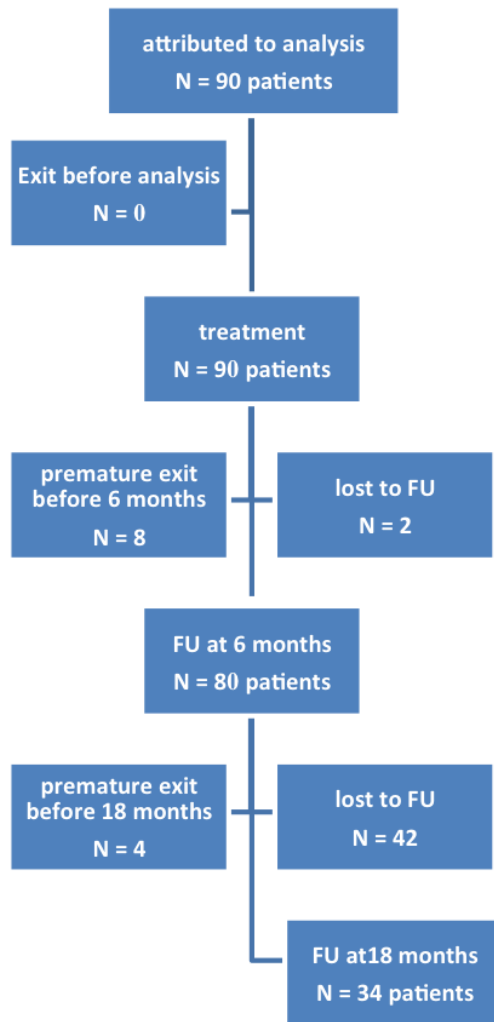 attributed to analysis
N = 90 patients
Exit before analysis
N = 0
treatment
N = 90 patients
premature exit
before 6 months
N = 8
lost to FU
N = 2
FU at 6 months
N = 80 patients
premature exit
before 18 months
N = 4
lost to FU
N = 42
FU at18 months
N = 34 patients